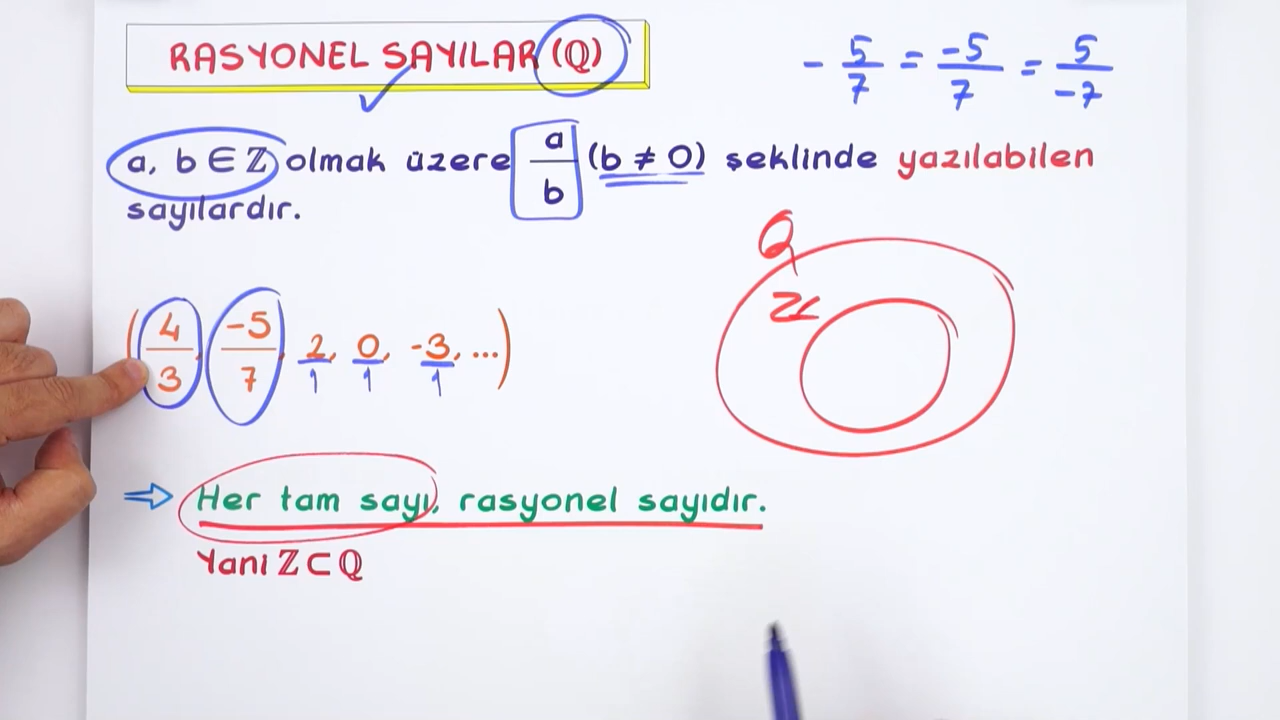 RASYONEL SAYILAR (ℚ)
- 5/7 = -5/7 = 5/-7
a, b ∈ ℤ olmak üzere a/b (b ≠ 0) şeklinde yazılabilen
sayılardır.
Q
Z
(4/3, -5/7, 2/1, 0/1, -3/1, ...)
⇨ Her tam sayı, rasyonel sayıdır.
Yani ℤ ⊂ ℚ